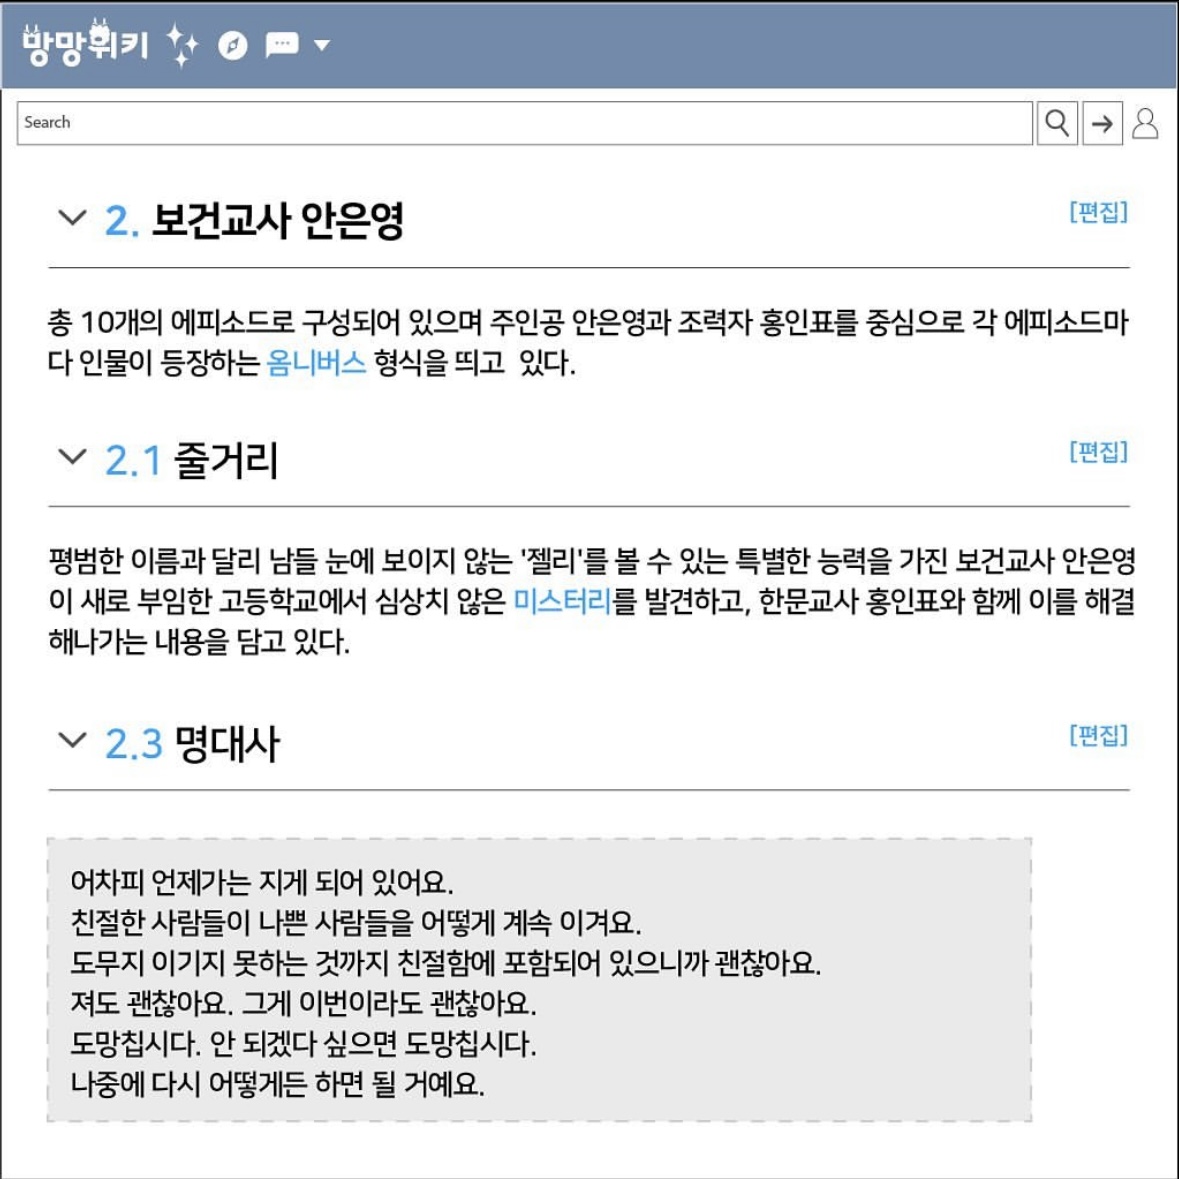 망망위키
Search
2. 보건교사 안은영
[편집]
총 10개의 에피소드로 구성되어 있으며 주인공 안은영과 조력자 홍인표를 중심으로 각 에피소드마
다 인물이 등장하는 옴니버스 형식을 띄고 있다.
2.1 줄거리
[편집]
평범한 이름과 달리 남들 눈에 보이지 않는 '젤리'를 볼 수 있는 특별한 능력을 가진 보건교사 안은영
이 새로 부임한 고등학교에서 심상치 않은 미스터리를 발견하고, 한문교사 홍인표와 함께 이를 해결
해나가는 내용을 담고 있다.
2.3 명대사
[편집]
어차피 언제가는 지게 되어 있어요.
친절한 사람들이 나쁜 사람들을 어떻게 계속 이겨요.
도무지 이기지 못하는 것까지 친절함에 포함되어 있으니까 괜찮아요.
져도 괜찮아요. 그게 이번이라도 괜찮아요.
도망칩시다. 안 되겠다 싶으면 도망칩시다.
나중에 다시 어떻게든 하면 될 거예요.